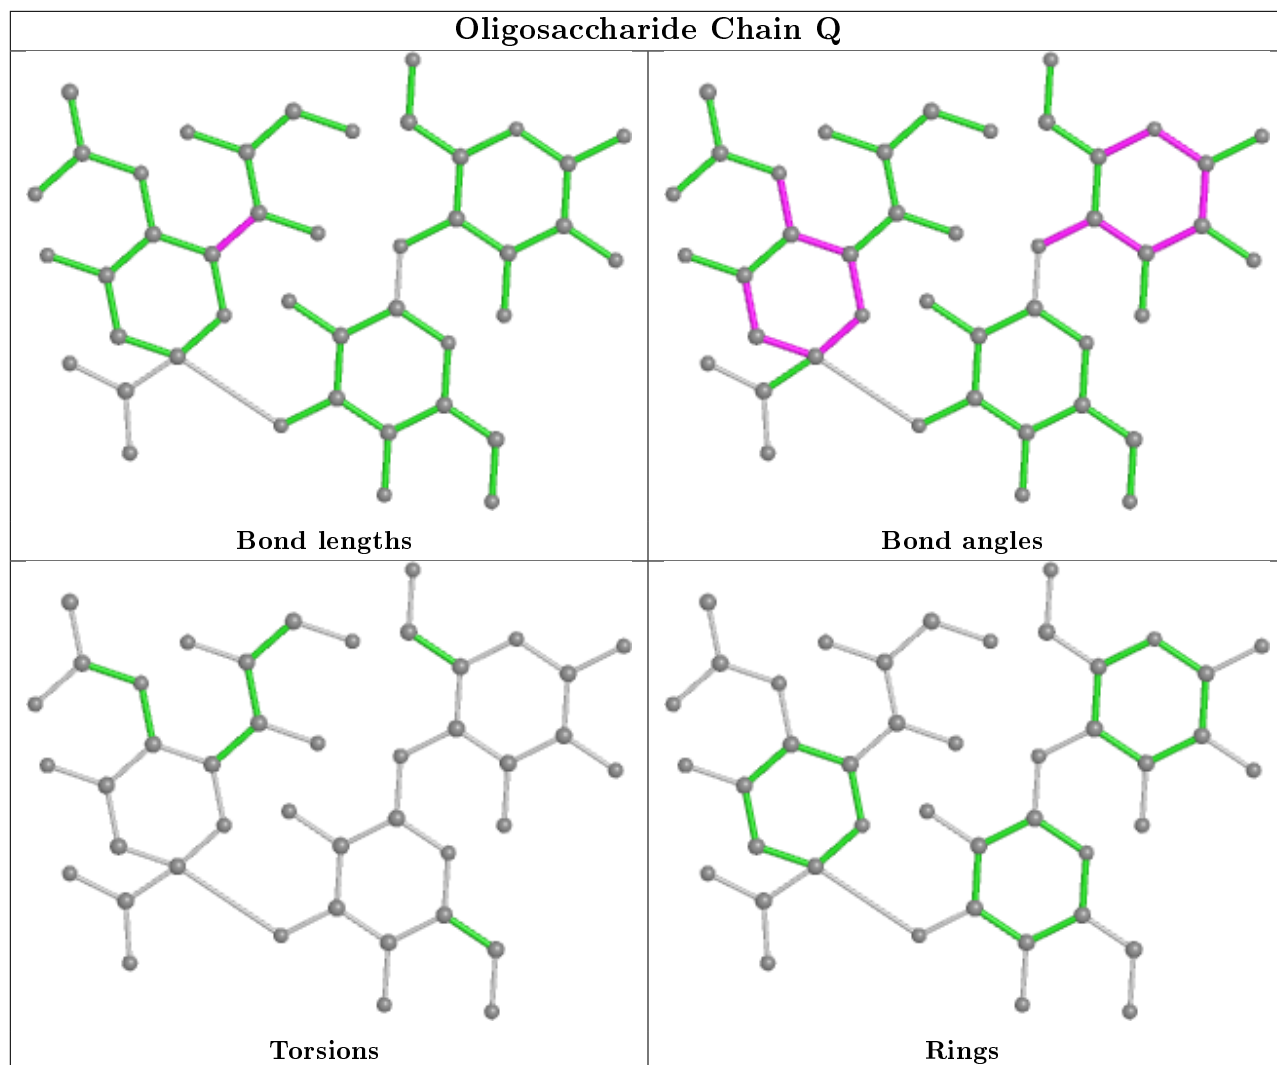 Oligosaccharide Chain Q
Bond lengths
Bond angles
Torsions
Rings